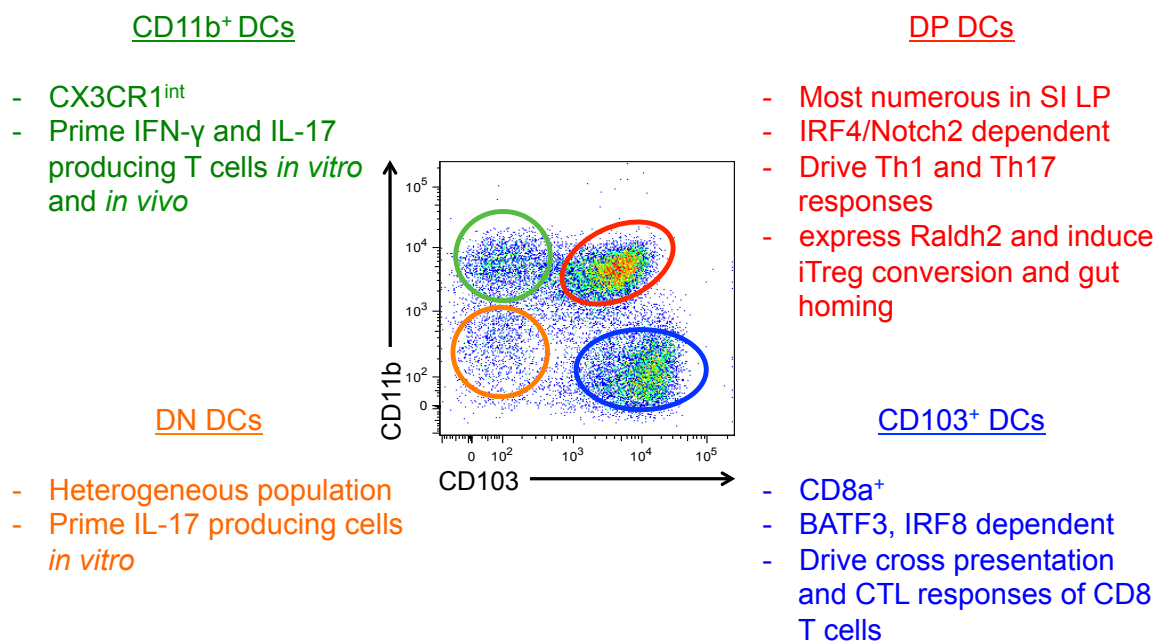 CD11b⁺ DCs
- CX3CR1ⁱⁿᵗ
- Prime IFN-γ and IL-17
producing T cells in vitro
and in vivo
DP DCs
- Most numerous in SI LP
- IRF4/Notch2 dependent
- Drive Th1 and Th17
responses
- express Raldh2 and induce
iTreg conversion and gut
homing
CD11b
10⁵
10⁴
10³
10²
0
0 10² 10³ 10⁴ 10⁵
CD103
DN DCs
- Heterogeneous population
- Prime IL-17 producing cells
in vitro
CD103⁺ DCs
- CD8a⁺
- BATF3, IRF8 dependent
- Drive cross presentation
and CTL responses of CD8
T cells